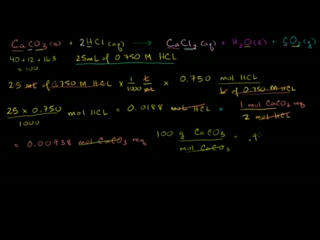 CaCO3(s) + 2HCl(aq) → CaCl2(aq) + H2O(l) + CO2(g)
40+12+16·3 25mL of 0.750 M HCL
=100
25 mL of 0.750 M HCL × 1/1000 L/mL × 0.750 mol HCL / L of 0.750 M HCL
25 × 0.750 / 1000 mol HCL = 0.0188 mol HCL × 1 mol CaCO3 req / 2 mol HCL
= 0.00938 mol CaCO3 req 100 g CaCO3 / mol CaCO3 = .9